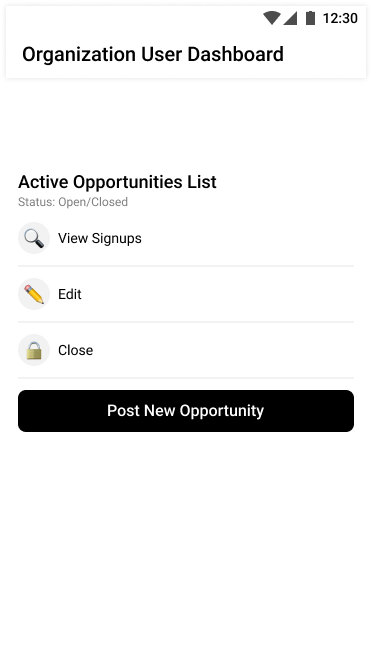 12:30
Organization User Dashboard
Active Opportunities List
Status: Open/Closed
View Signups
Edit
Close
Post New Opportunity